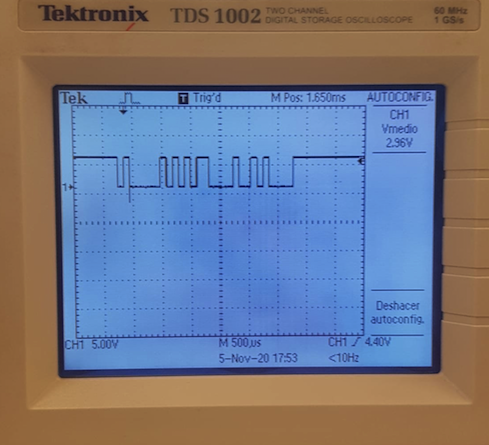 Tektronix TDS 1002 TWO CHANNEL DIGITAL STORAGE OSCILLOSCOPE 60 MHz 1 GS/s
Tek T Trig'd M Pos: 1.650ms AUTOCONFIG.
CH1
Vmedio
2.96V
1
Deshacer
autoconfig.
CH1 5.00V M 500µs CH1 4.40V
5-Nov-20 17:53 <10Hz